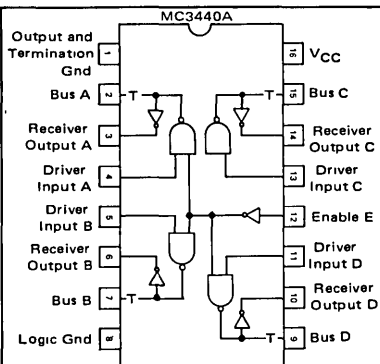 MC3440A
Output and
Termination
Gnd
1
Bus A
2
T
Receiver
Output A
3
Driver
Input A
4
Driver
Input B
5
Receiver
Output B
6
Bus B
7
T
Logic Gnd
8
16
VCC
T
15
Bus C
14
Receiver
Output C
13
Driver
Input C
12
Enable E
11
Driver
Input D
10
Receiver
Output D
T
9
Bus D